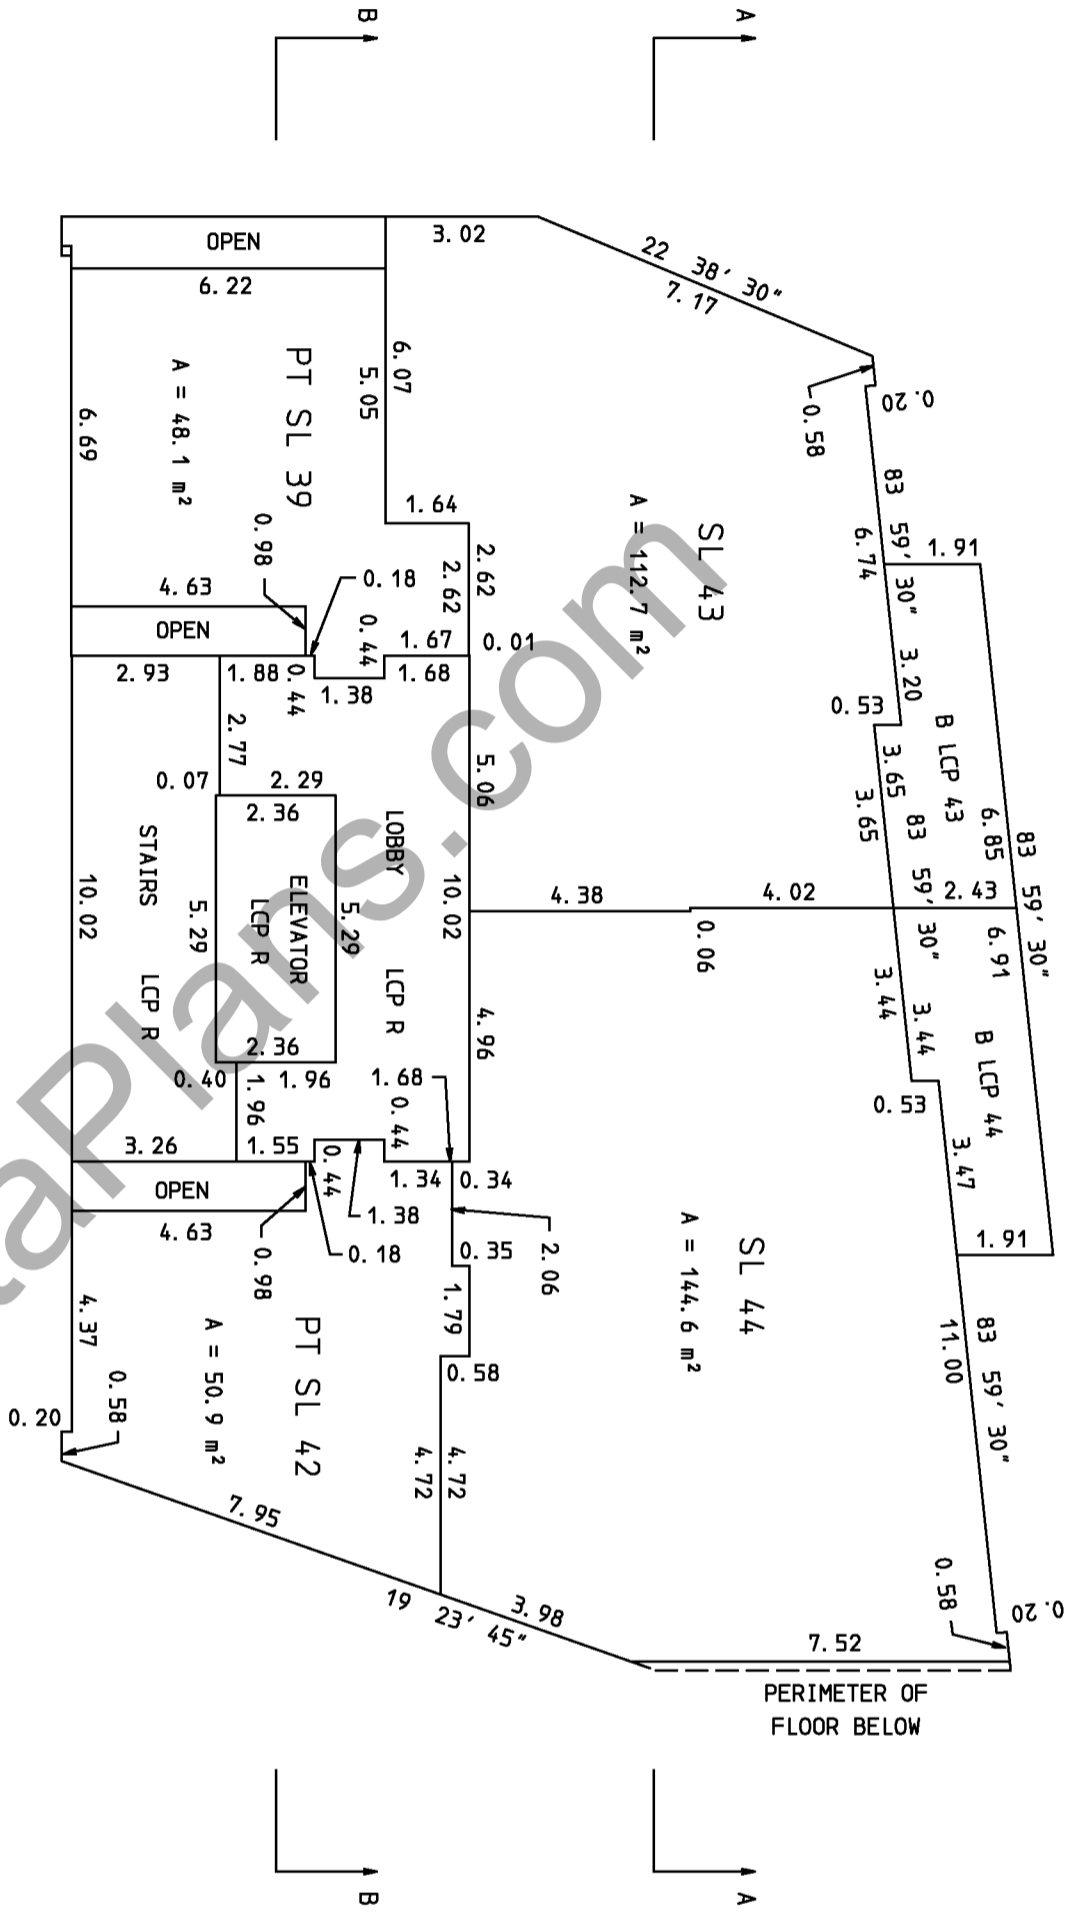 B
A
OPEN
3. 02
22 38′ 30″
7. 17
6. 22
0. 58
0. 20
PT SL 39
A = 48. 1 m²
6. 07
5. 05
6. 69
1. 64
0. 98
SL 43
A = 112. 7 m²
83 59′ 30″
6. 74
1. 91
2. 62
2. 62
0. 18
4. 63
OPEN
0. 44
1. 67
0. 01
2. 93
1. 88
0. 44
1. 38
1. 68
3. 20
0. 53
B LCP 43
2. 77
0. 07
2. 29
2. 36
5. 06
3. 65
3. 65
83 59′ 30″
6. 85
83 59′ 30″
STAIRS
LCP R
LOBBY
LCP R
ELEVATOR
LCP R
10. 02
5. 29
5. 29
10. 02
4. 38
4. 02
2. 43
0. 06
6. 91
4. 96
3. 44
3. 44
B LCP 44
2. 36
0. 40
1. 96
1. 96
1. 68
0. 44
0. 53
3. 26
1. 55
0. 44
1. 34
0. 34
3. 47
OPEN
4. 63
1. 38
0. 18
0. 98
0. 35
2. 06
1. 91
SL 44
A = 144. 6 m²
4. 37
1. 79
0. 58
PT SL 42
A = 50. 9 m²
0. 58
0. 20
11. 00
83 59′ 30″
4. 72
4. 72
7. 95
19 23′ 45″
3. 98
0. 58
0. 20
7. 52
PERIMETER OF
FLOOR BELOW
B
A
taPlans.com